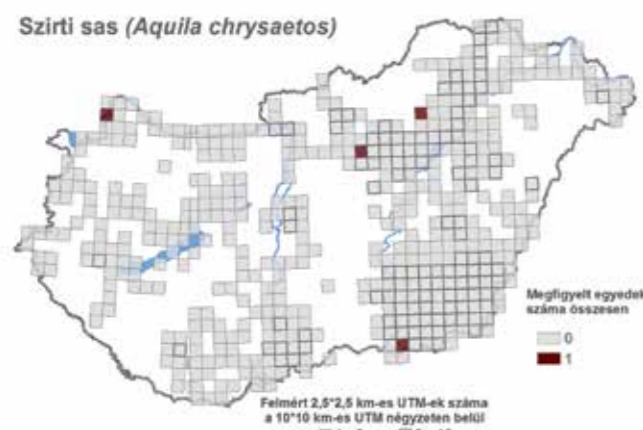 Szirti sas (Aquila chrysaetos)
Megfigyelt egyedek
száma összesen
0
1
Felmért 2,5*2,5 km-es UTM-ek száma
a 10*10 km-es UTM négyzeten belül